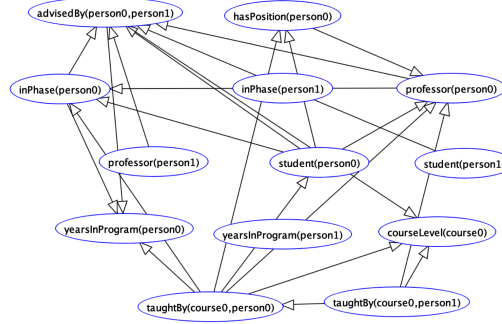 advisedBy(person0,person1)
hasPosition(person0)
inPhase(person0)
inPhase(person1)
professor(person0)
professor(person1)
student(person0)
student(person1
yearsInProgram(person0)
yearsInProgram(person1)
courseLevel(course0)
taughtBy(course0,person0)
taughtBy(course0,person1)